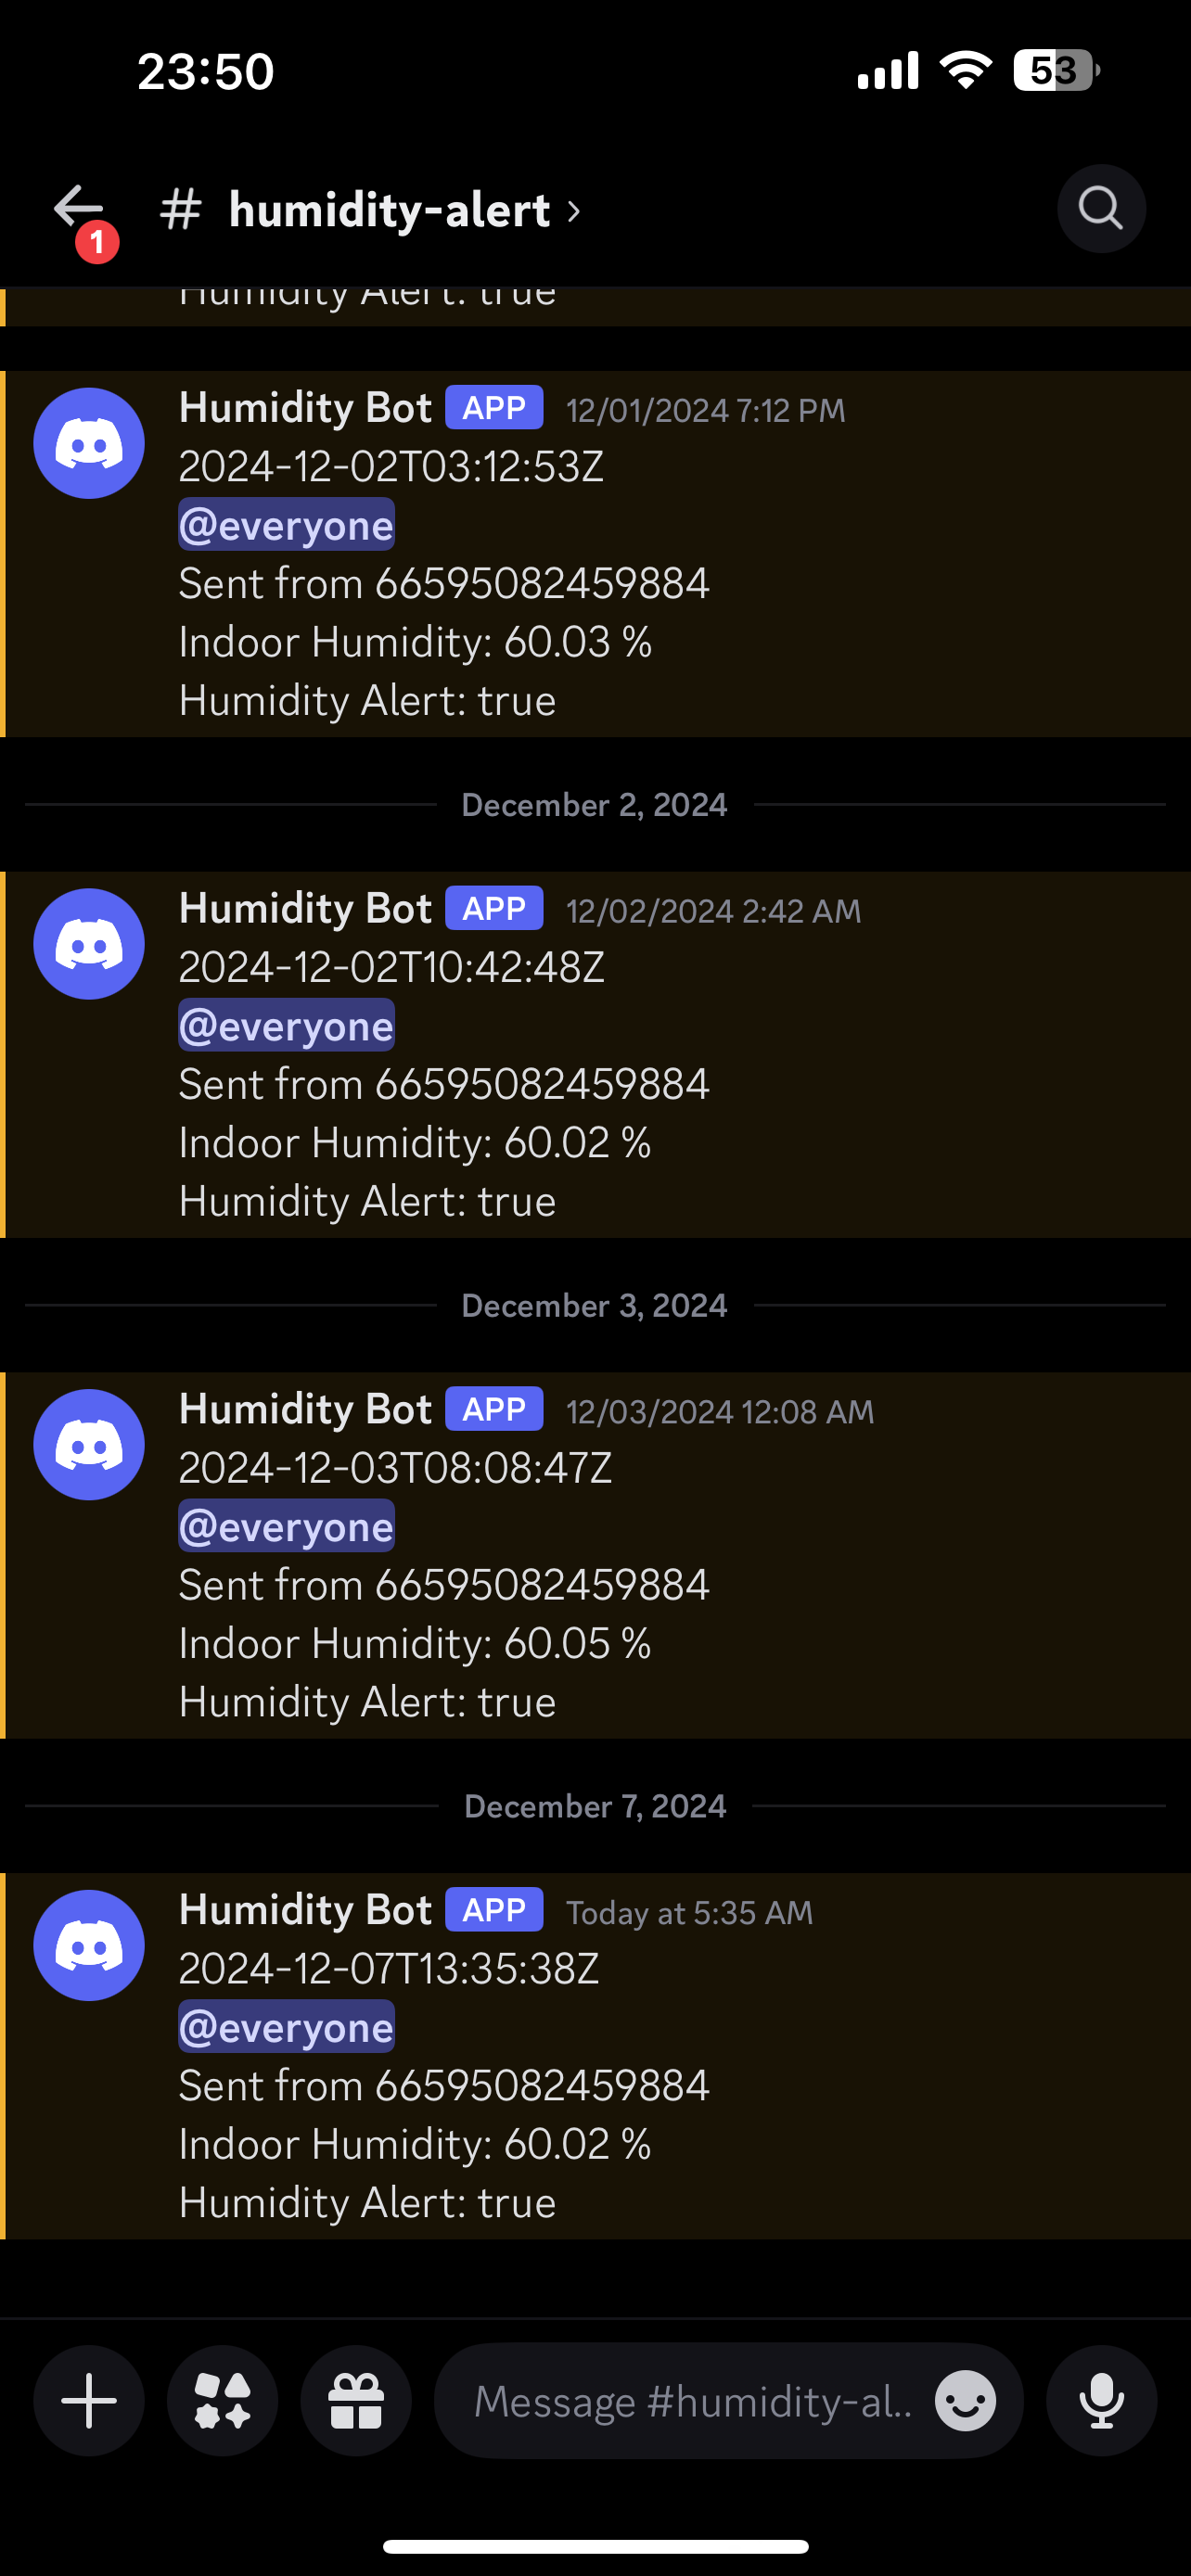 23:50
53
1
# humidity-alert
Humidity Alert: true
Humidity Bot APP 12/01/2024 7:12 PM
2024-12-02T03:12:53Z
@everyone
Sent from 66595082459884
Indoor Humidity: 60.03 %
Humidity Alert: true
December 2, 2024
Humidity Bot APP 12/02/2024 2:42 AM
2024-12-02T10:42:48Z
@everyone
Sent from 66595082459884
Indoor Humidity: 60.02 %
Humidity Alert: true
December 3, 2024
Humidity Bot APP 12/03/2024 12:08 AM
2024-12-03T08:08:47Z
@everyone
Sent from 66595082459884
Indoor Humidity: 60.05 %
Humidity Alert: true
December 7, 2024
Humidity Bot APP Today at 5:35 AM
2024-12-07T13:35:38Z
@everyone
Sent from 66595082459884
Indoor Humidity: 60.02 %
Humidity Alert: true
Message #humidity-al..